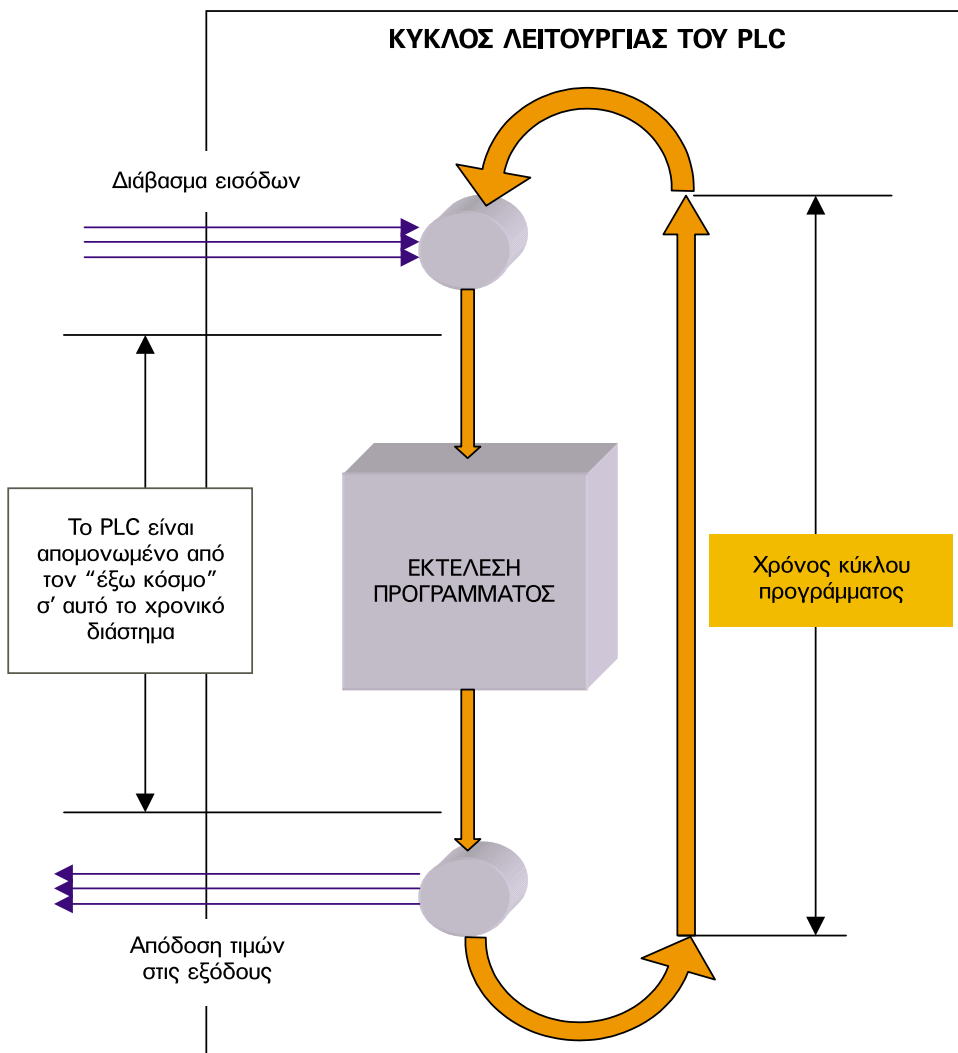 ΚΥΚΛΟΣ ΛΕΙΤΟΥΡΓΙΑΣ ΤΟΥ PLC
Διάβασμα εισόδων
Το PLC είναι
απομονωμένο από
τον “έξω κόσμο”
σ’ αυτό το χρονικό
διάστημα
ΕΚΤΕΛΕΣΗ
ΠΡΟΓΡΑΜΜΑΤΟΣ
Χρόνος κύκλου
προγράμματος
Απόδοση τιμών
στις εξόδους